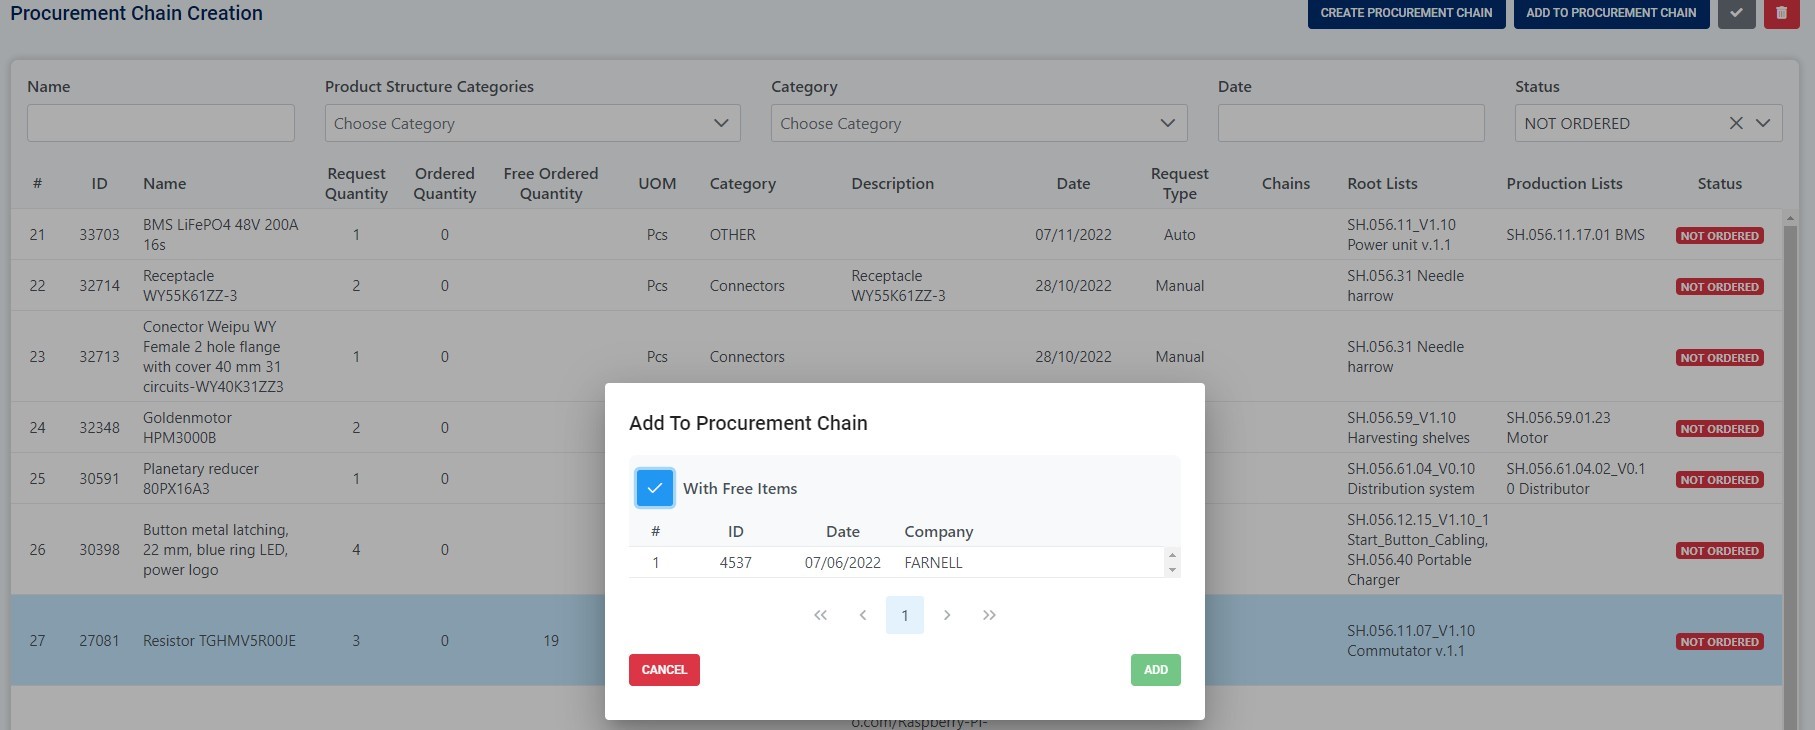 Procurement Chain Creation
CREATE PROCUREMENT CHAIN
ADD TO PROCUREMENT CHAIN
Name
Product Structure Categories
Category
Date
Status
Choose Category
Choose Category
NOT ORDERED
# ID Name Request Quantity Ordered Quantity Free Ordered Quantity UOM Category Description Date Request Type Chains Root Lists Production Lists Status
21 33703 BMS LiFePO4 48V 200A 16s 1 0 Pcs OTHER 07/11/2022 Auto SH.056.11_V1.10 Power unit v.1.1 SH.056.11.17.01 BMS NOT ORDERED
22 32714 Receptacle WY55K61ZZ-3 2 0 Pcs Connectors Receptacle WY55K61ZZ-3 28/10/2022 Manual SH.056.31 Needle harrow NOT ORDERED
23 32713 Conector Weipu WY Female 2 hole flange with cover 40 mm 31 circuits-WY40K31ZZ3 1 0 Pcs Connectors 28/10/2022 Manual SH.056.31 Needle harrow NOT ORDERED
24 32348 Goldenmotor HPM3000B 2 0 SH.056.59_V1.10 Harvesting shelves SH.056.59.01.23 Motor NOT ORDERED
25 30591 Planetary reducer 80PX16A3 1 0 SH.056.61.04_V0.10 Distribution system SH.056.61.04.02_V0.10 Distributor NOT ORDERED
26 30398 Button metal latching, 22 mm, blue ring LED, power logo 4 0 SH.056.12.15_V1.10_1 Start_Button_Cabling, SH.056.40 Portable Charger NOT ORDERED
27 27081 Resistor TGHMV5R00JE 3 0 19 SH.056.11.07_V1.10 Commutator v.1.1 NOT ORDERED
o.com/Raspberry-Pi-
Add To Procurement Chain
With Free Items
# ID Date Company
1 4537 07/06/2022 FARNELL
1
CANCEL
ADD